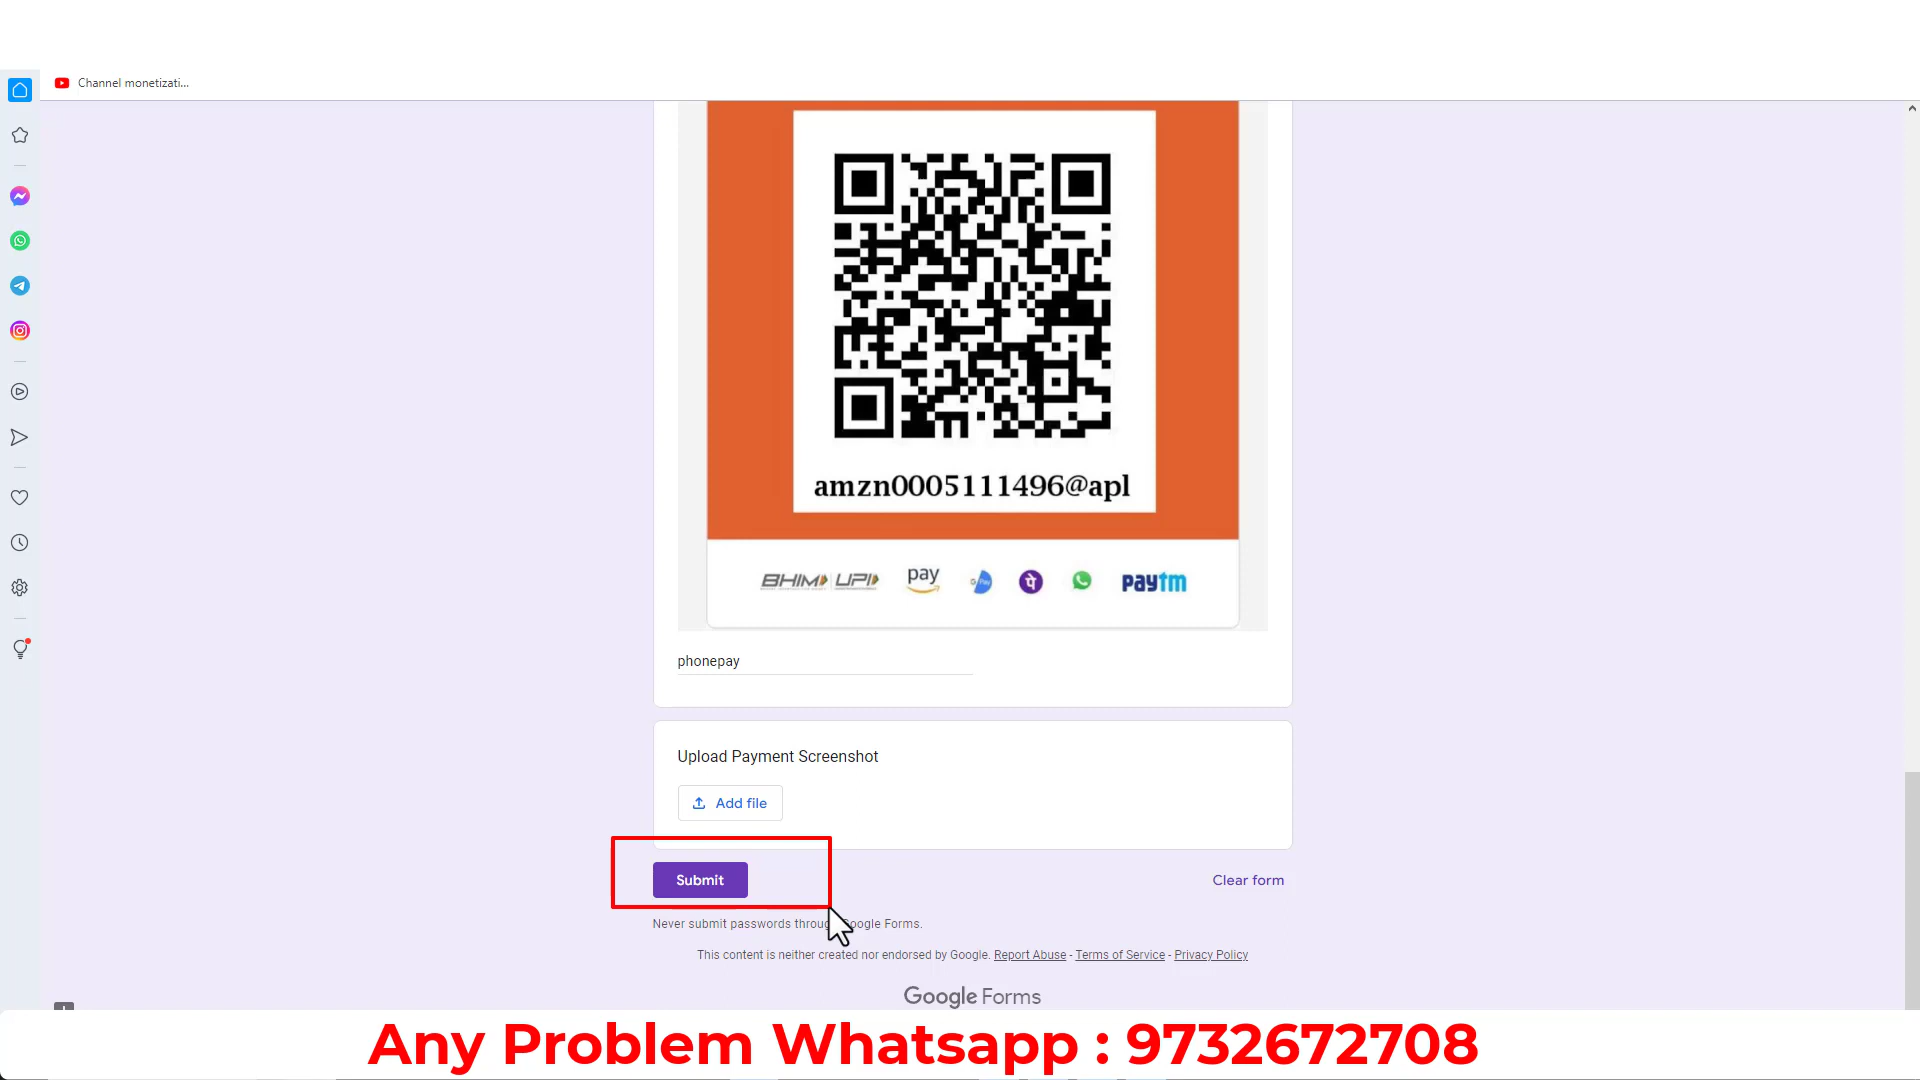 Channel monetizati...
amzn0005111496@apl
BHIM UPI pay Pay पे paytm
phonepay
Upload Payment Screenshot
Add file
Submit
Clear form
Never submit passwords throug Google Forms.
This content is neither created nor endorsed by Google. Report Abuse - Terms of Service - Privacy Policy
Google Forms
Any Problem Whatsapp : 9732672708